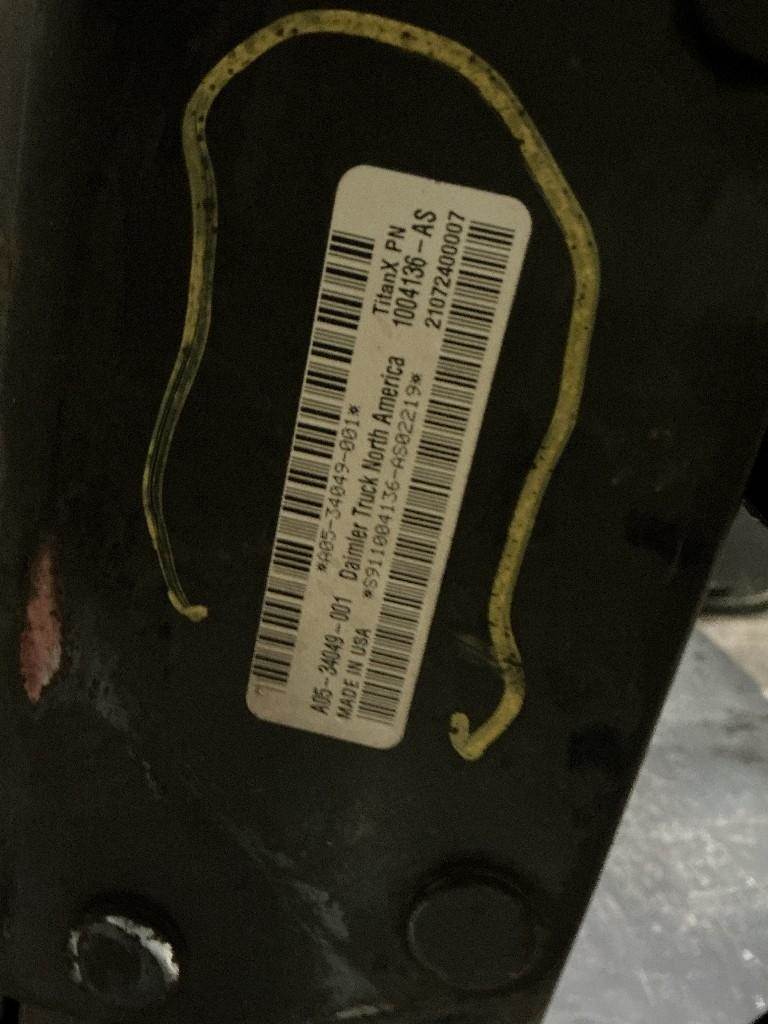 TitanX PN
1004136-AS
21072400007
*A05-34049-001*
A05-34049-001 Daimler Truck North America
MADE IN USA *S911004136-AS02219*